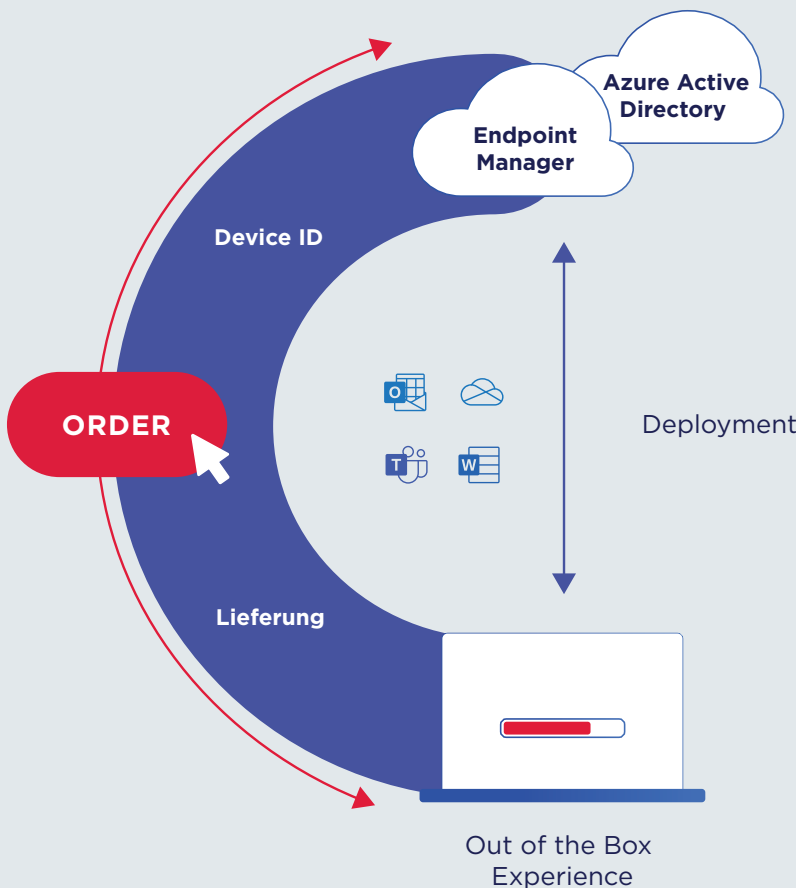 Azure Active
Directory
Endpoint
Manager
Device ID
O
ORDER
Deployment
T
W
Lieferung
Out of the Box
Experience